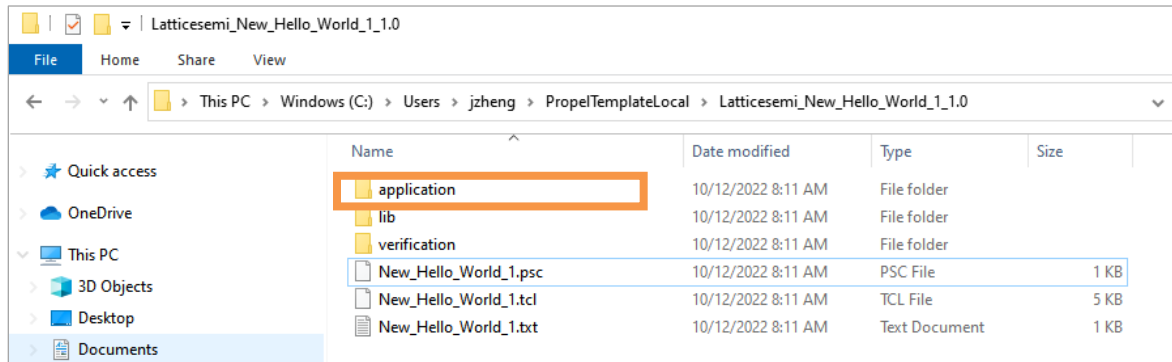 Latticesemi_New_Hello_World_1_1.0
File Home Share View
This PC > Windows (C:) > Users > jzheng > PropelTemplateLocal > Latticesemi_New_Hello_World_1_1.0
Name Date modified Type Size
Quick access
OneDrive
This PC
3D Objects
Desktop
Documents
application 10/12/2022 8:11 AM File folder
lib 10/12/2022 8:11 AM File folder
verification 10/12/2022 8:11 AM File folder
New_Hello_World_1.psc 10/12/2022 8:11 AM PSC File 1 KB
New_Hello_World_1.tcl 10/12/2022 8:11 AM TCL File 5 KB
New_Hello_World_1.txt 10/12/2022 8:11 AM Text Document 1 KB